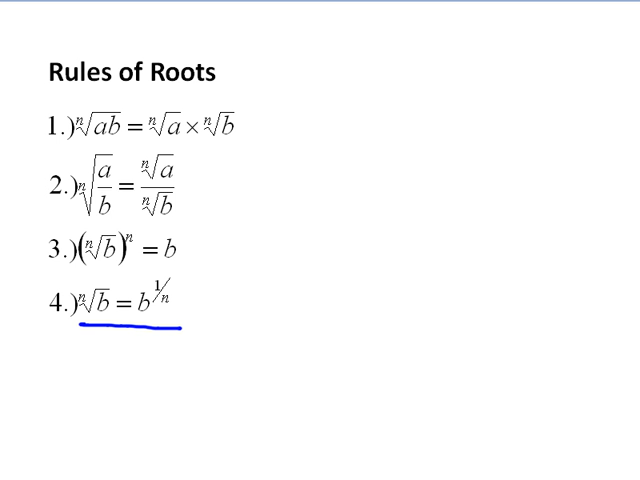 Rules of Roots
1.) ⁿ√(ab) = ⁿ√a × ⁿ√b
2.) ⁿ√(a/b) = ⁿ√a / ⁿ√b
3.) (ⁿ√b)ⁿ = b
4.) ⁿ√b = b^(1/n)